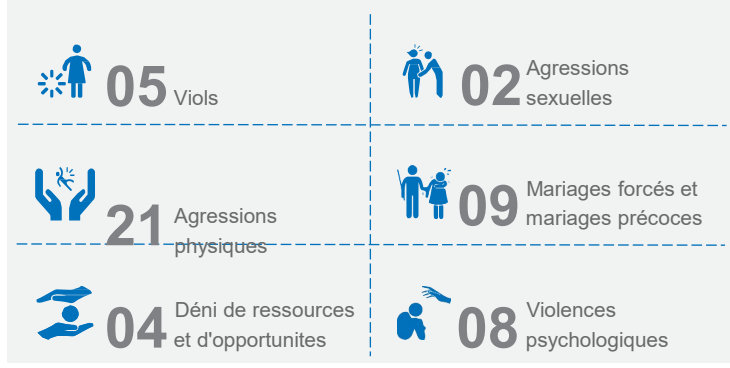 05 Viols
02 Agressions
sexuelles
21 Agressions
physiques
09 Mariages forcés et
mariages précoces
04 Déni de ressources
et d'opportunites
08 Violences
psychologiques